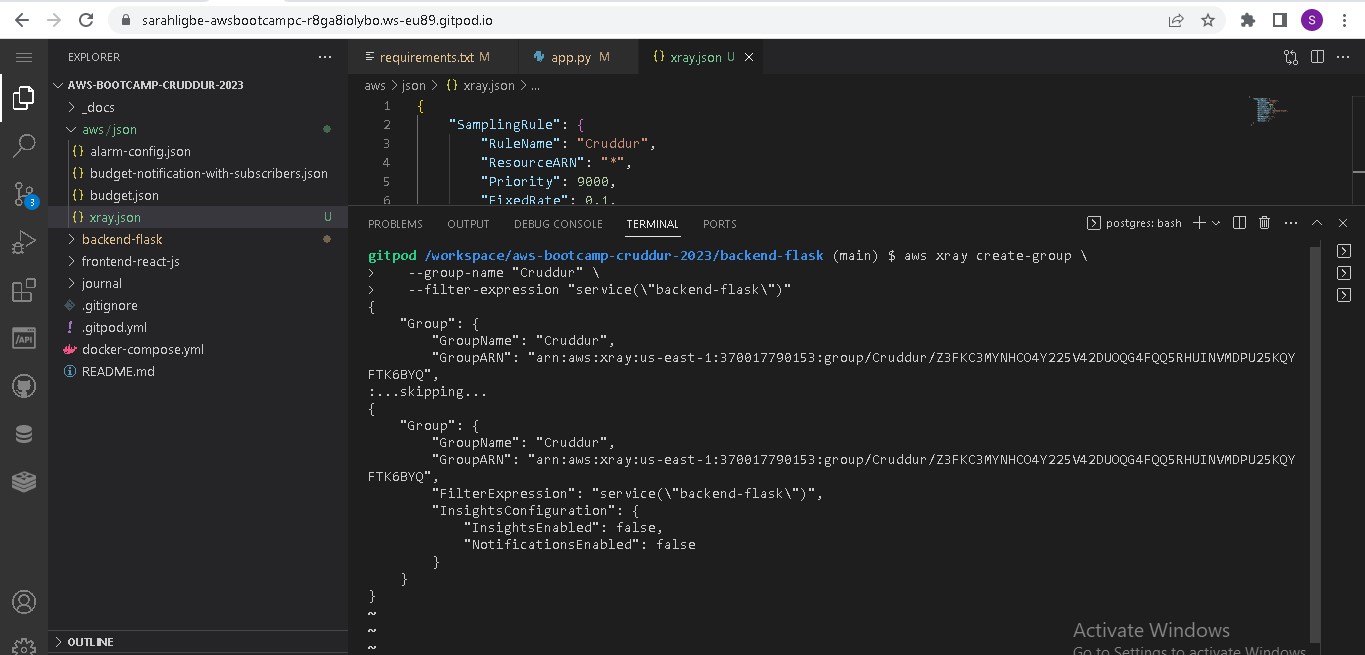 sarahligbe-awsbootcampc-r8ga8iolybo.ws-eu89.gitpod.io
S
EXPLORER
...
AWS-BOOTCAMP-CRUDDUR-2023
_docs
aws/json
{} alarm-config.json
{} budget-notification-with-subscribers.json
{} budget.json
{} xray.json U
backend-flask
frontend-react-js
journal
.gitignore
! .gitpod.yml
docker-compose.yml
README.md
OUTLINE
3
/API
requirements.txt M
app.py M
{} xray.json U
aws > json > {} xray.json > ...
1 {
2 "SamplingRule": {
3 "RuleName": "Cruddur",
4 "ResourceARN": "*",
5 "Priority": 9000,
6 "FixedRate": 0.1,
PROBLEMS OUTPUT DEBUG CONSOLE TERMINAL PORTS
postgres: bash
gitpod /workspace/aws-bootcamp-cruddur-2023/backend-flask (main) $ aws xray create-group \
> --group-name "Cruddur" \
> --filter-expression "service(\"backend-flask\")"
{
"Group": {
"GroupName": "Cruddur",
"GroupARN": "arn:aws:xray:us-east-1:370017790153:group/Cruddur/Z3FKC3MYNHCO4Y225V42DUOQG4FQQ5RHUINVMDPU25KQY
FTK6BYQ",
:...skipping...
{
"Group": {
"GroupName": "Cruddur",
"GroupARN": "arn:aws:xray:us-east-1:370017790153:group/Cruddur/Z3FKC3MYNHCO4Y225V42DUOQG4FQQ5RHUINVMDPU25KQY
FTK6BYQ",
"FilterExpression": "service(\"backend-flask\")",
"InsightsConfiguration": {
"InsightsEnabled": false,
"NotificationsEnabled": false
}
}
}
~
~
~
Activate Windows
Go to Settings to activate Windows.